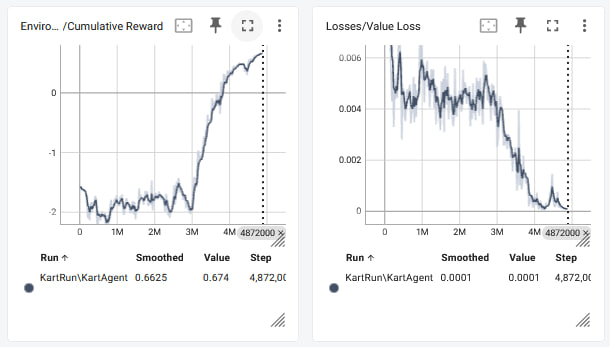 Enviro… /Cumulative Reward
0
-1
-2
0 1M 2M 3M 4M 4872000 ×
Run ↑ Smoothed Value Step
KartRun\KartAgent 0.6625 0.674 4,872,00
Losses/Value Loss
0.006
0.004
0.002
0
0 1M 2M 3M 4872000 ×
Run ↑ Smoothed Value Step
KartRun\KartAgent 0.0001 0.0001 4,872,00